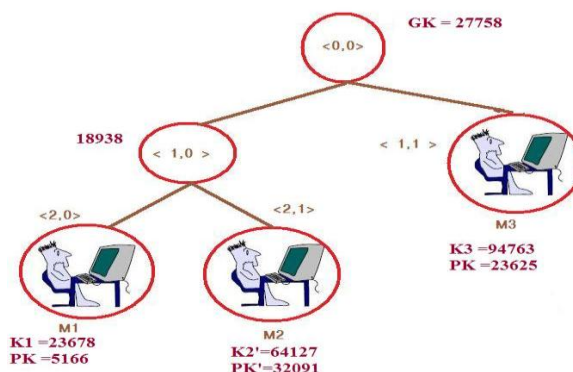 GK = 27758
<0,0>
18938
< 1,0 >
< 1,1 >
M3
K3 =94763
PK =23625
<2,0>
<2,1>
M1
K1 =23678
PK =5166
M2
K2'=64127
PK'=32091